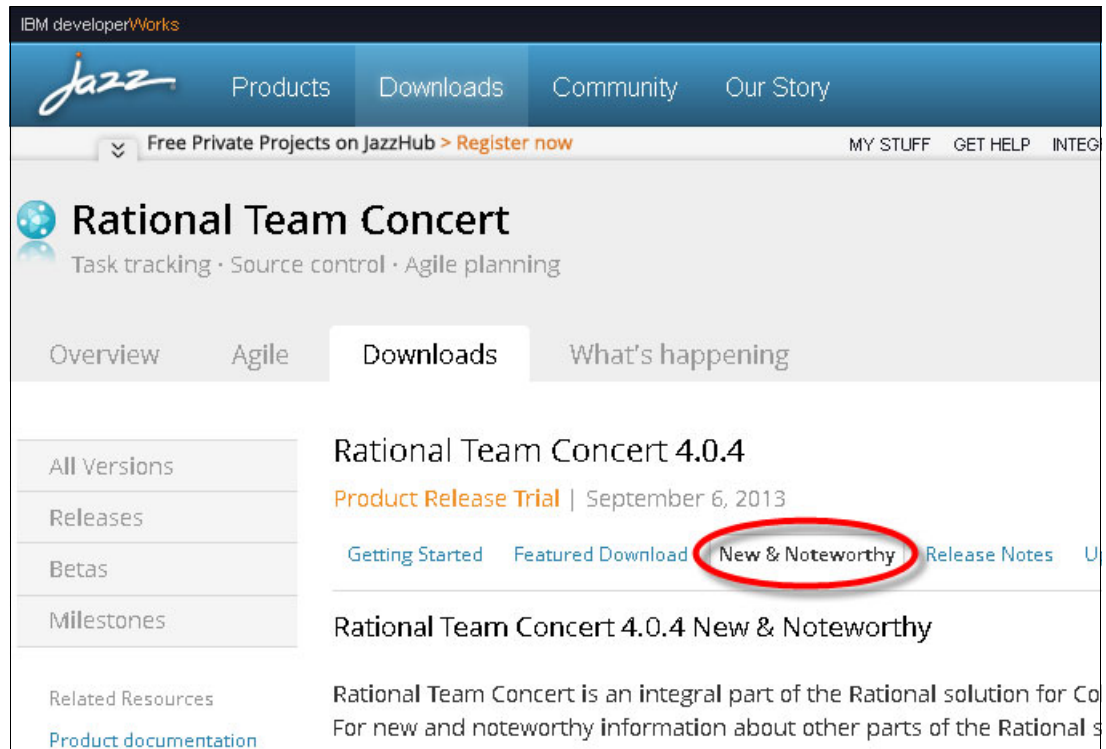 IBM developerWorks
jazz
Products Downloads Community Our Story
Free Private Projects on JazzHub > Register now MY STUFF GET HELP
Rational Team Concert
Task tracking · Source control · Agile planning
Overview Agile Downloads What's happening
All Versions
Releases
Betas
Milestones
Related Resources
Product documentation
Rational Team Concert 4.0.4
Product Release Trial | September 6, 2013
Getting Started Featured Download New & Noteworthy Release Notes
Rational Team Concert 4.0.4 New & Noteworthy
Rational Team Concert is an integral part of the Rational solution for
For new and noteworthy information about other parts of the Rational